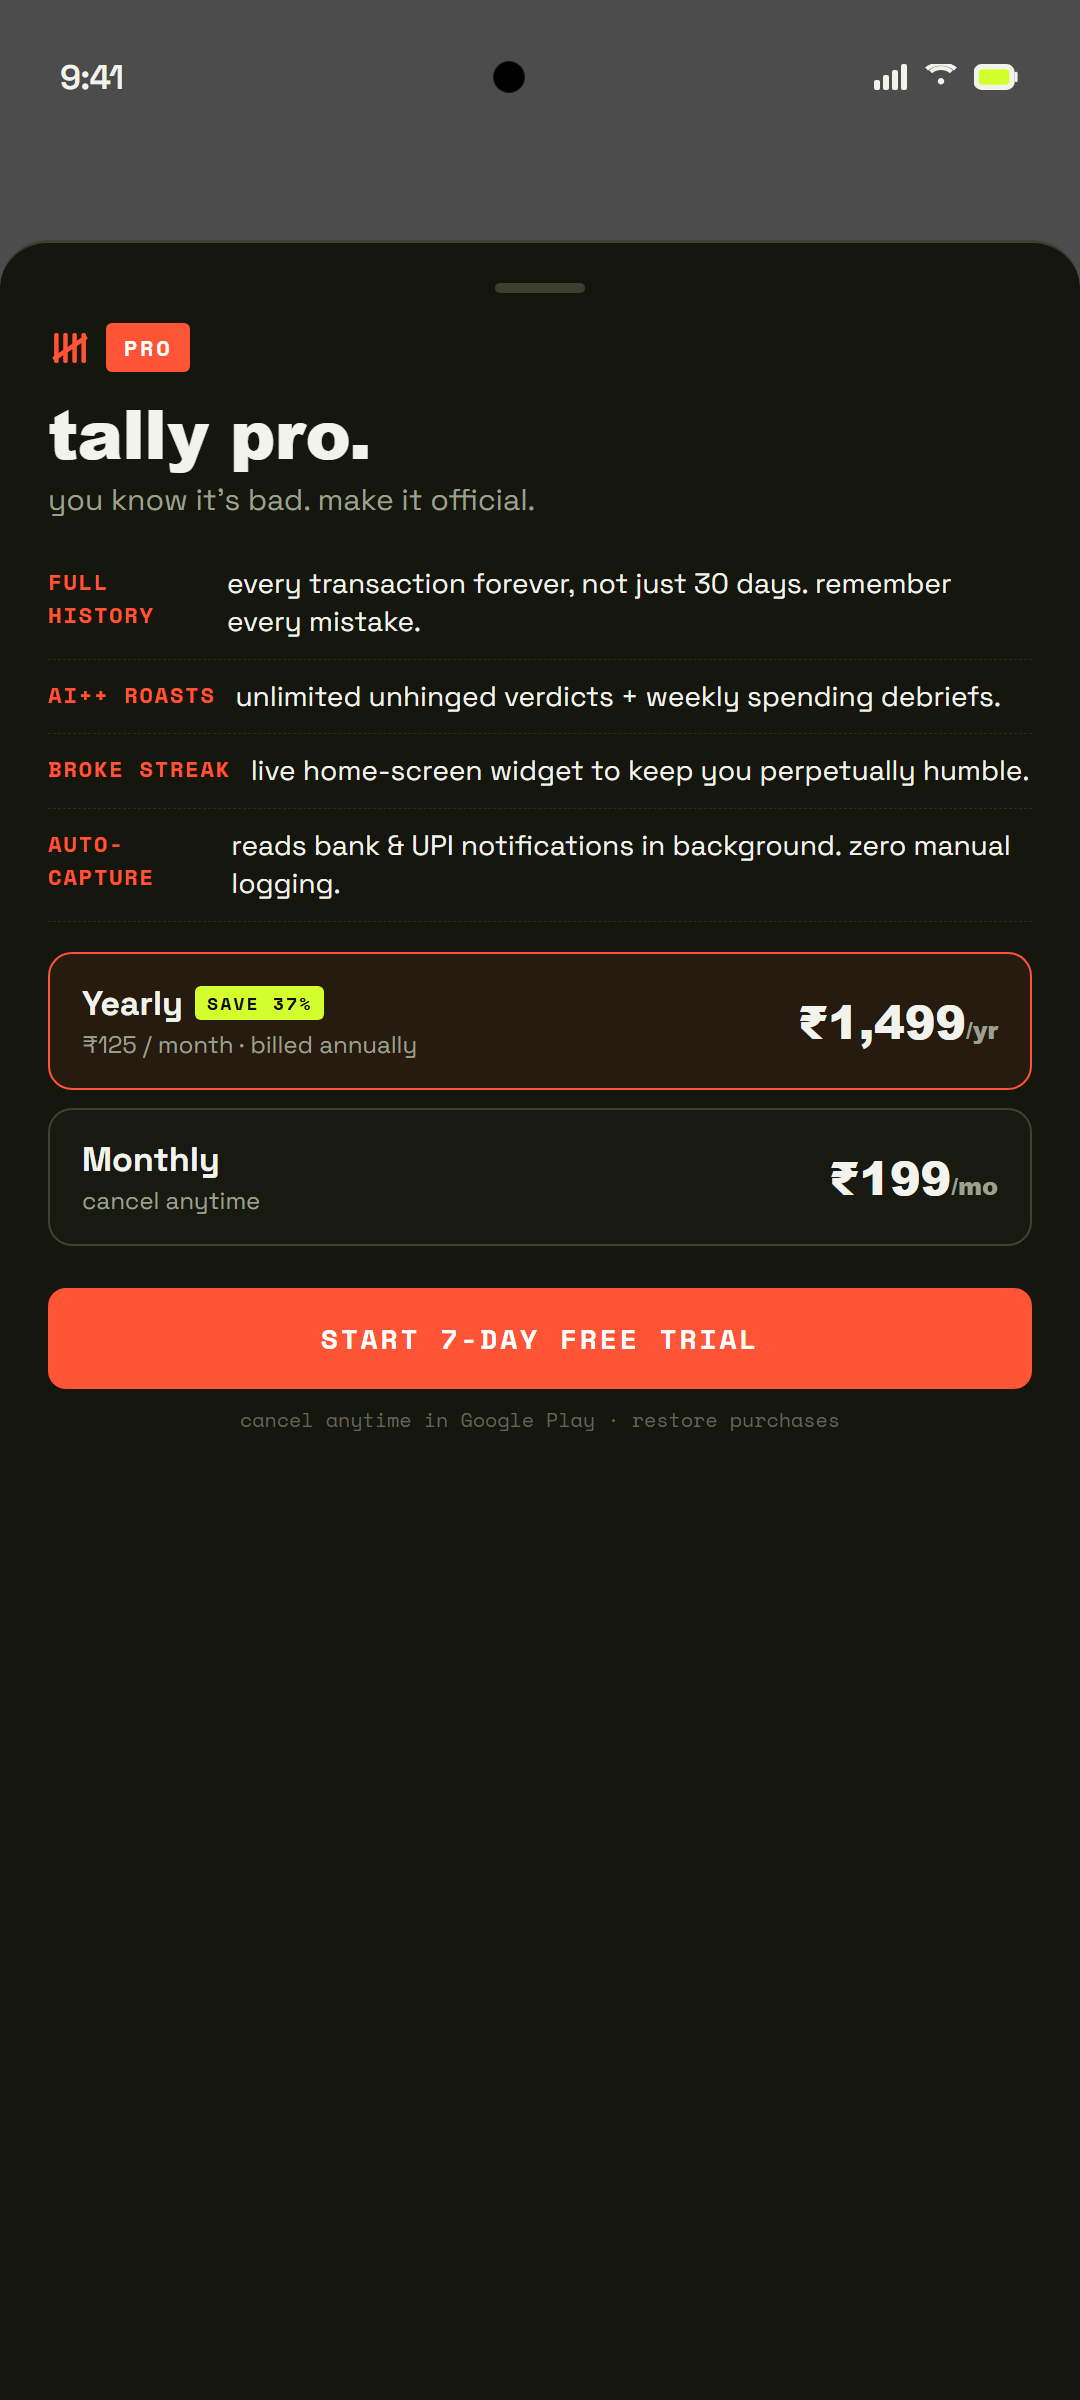 9:41
PRO
tally pro.
you know it’s bad. make it official.
FULL
HISTORY
every transaction forever, not just 30 days. remember
every mistake.
AI++ ROASTS
unlimited unhinged verdicts + weekly spending debriefs.
BROKE STREAK
live home-screen widget to keep you perpetually humble.
AUTO-
CAPTURE
reads bank & UPI notifications in background. zero manual
logging.
Yearly SAVE 37%
₹125 / month · billed annually
₹1,499/yr
Monthly
cancel anytime
₹199/mo
START 7-DAY FREE TRIAL
cancel anytime in Google Play · restore purchases